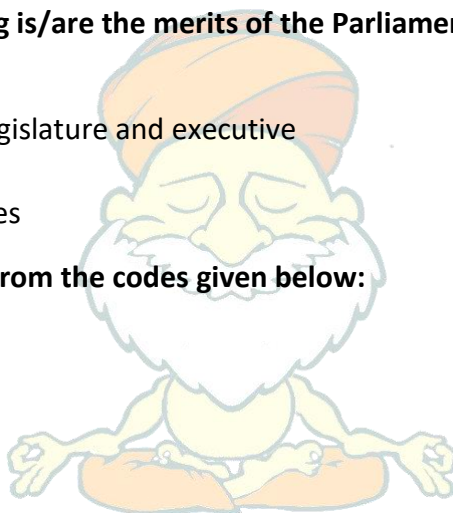 is/are the merits of the Parliamen
gislature and executive
es
rom the codes given below: